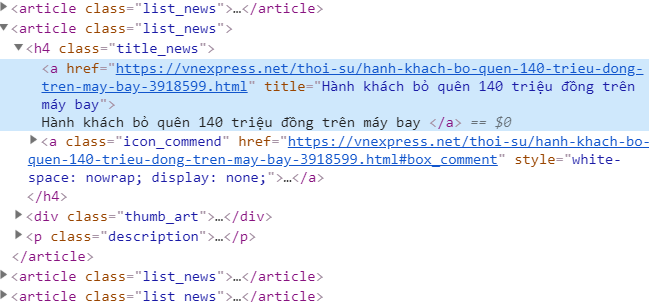 <article class="list_news">…</article>
<article class="list_news">
<h4 class="title_news">
<a href="https://vnexpress.net/thoi-su/hanh-khach-bo-quen-140-trieu-dong-
tren-may-bay-3918599.html" title="Hành khách bỏ quên 140 triệu đồng trên
máy bay">
Hành khách bỏ quên 140 triệu đồng trên máy bay </a> == $0
<a class="icon_commend" href="https://vnexpress.net/thoi-su/hanh-khach-bo-
quen-140-trieu-dong-tren-may-bay-3918599.html#box_comment" style="white-
space: nowrap; display: none;">…</a>
</h4>
<div class="thumb_art">…</div>
<p class="description">…</p>
</article>
<article class="list_news">…</article>
<article class="list_news">…</article>